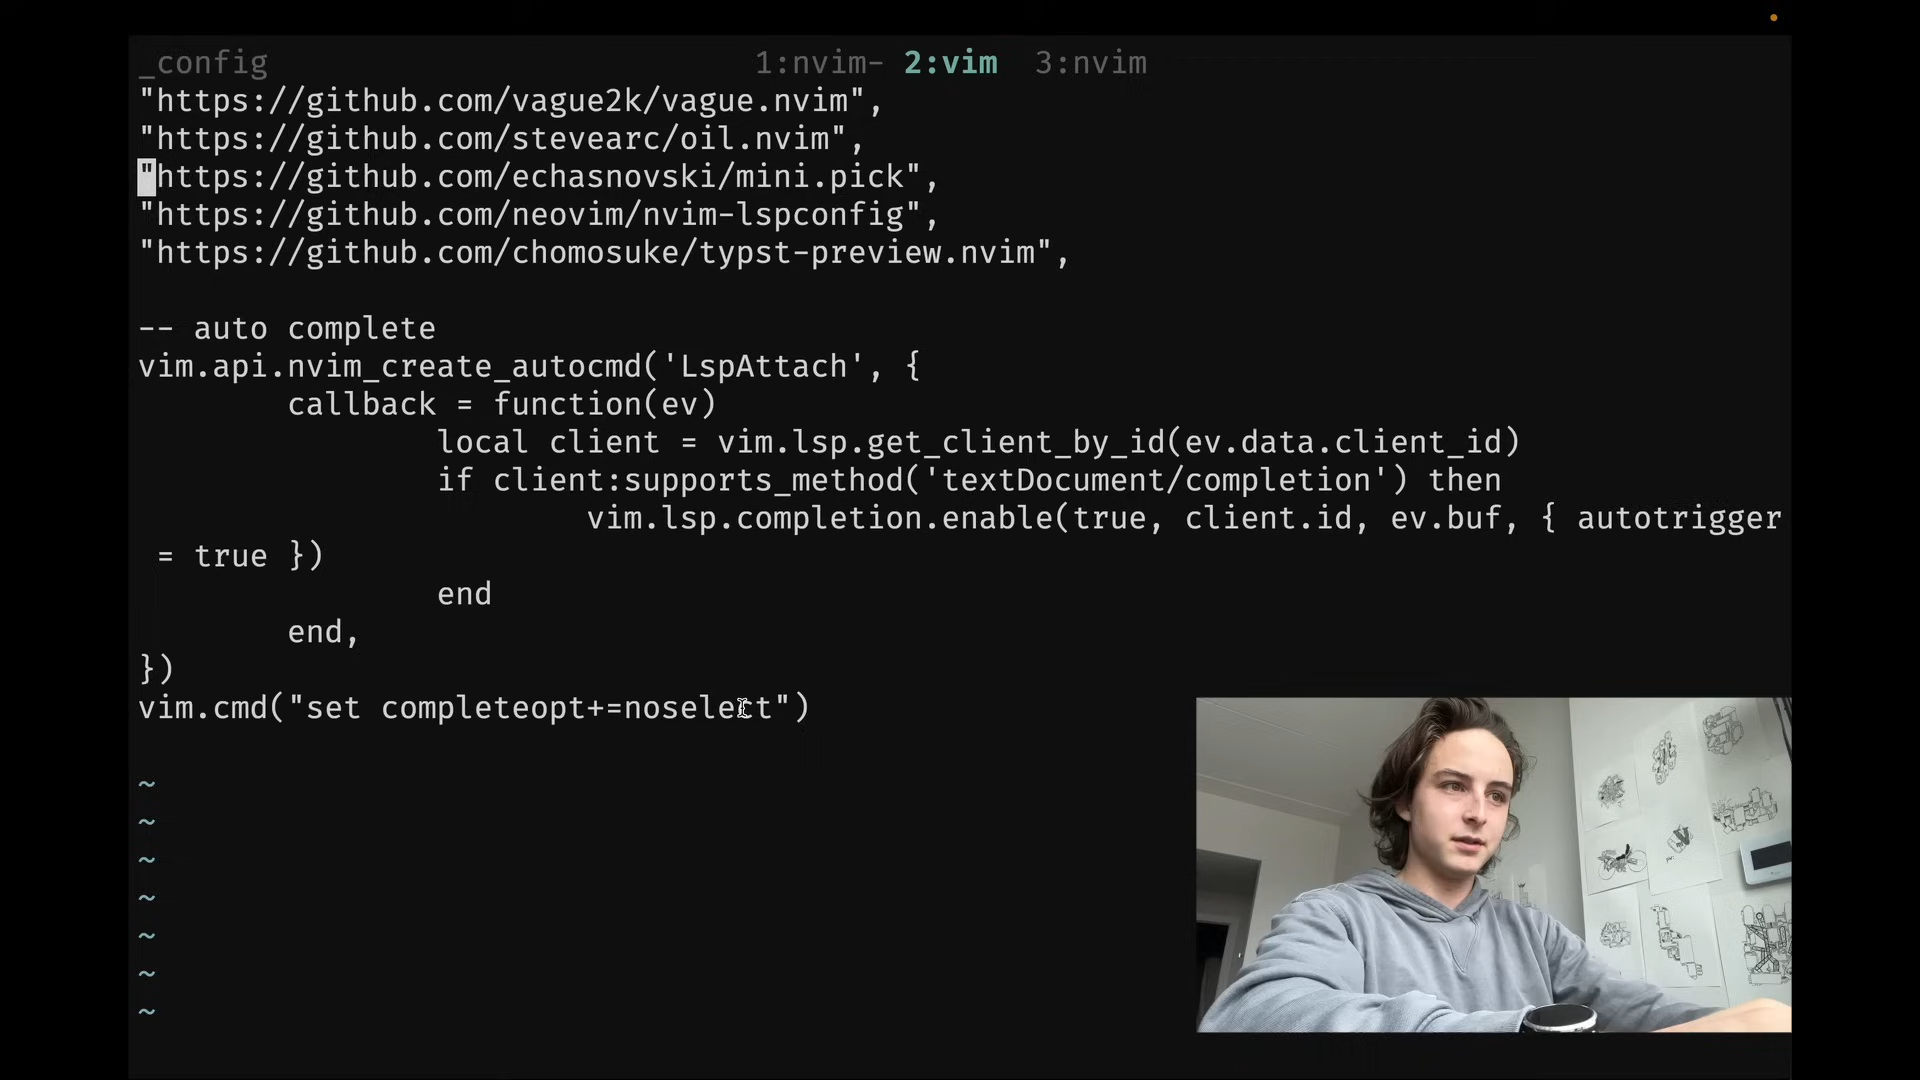 _config 1:nvim- 2:vim 3:nvim
"https://github.com/vague2k/vague.nvim",
"https://github.com/stevearc/oil.nvim",
"https://github.com/echasnovski/mini.pick",
"https://github.com/neovim/nvim-lspconfig",
"https://github.com/chomosuke/typst-preview.nvim",
-- auto complete
vim.api.nvim_create_autocmd('LspAttach', {
callback = function(ev)
local client = vim.lsp.get_client_by_id(ev.data.client_id)
if client:supports_method('textDocument/completion') then
vim.lsp.completion.enable(true, client.id, ev.buf, { autotrigger
= true })
end
end,
})
vim.cmd("set completeopt+=noselect")
~
~
~
~
~
~
~